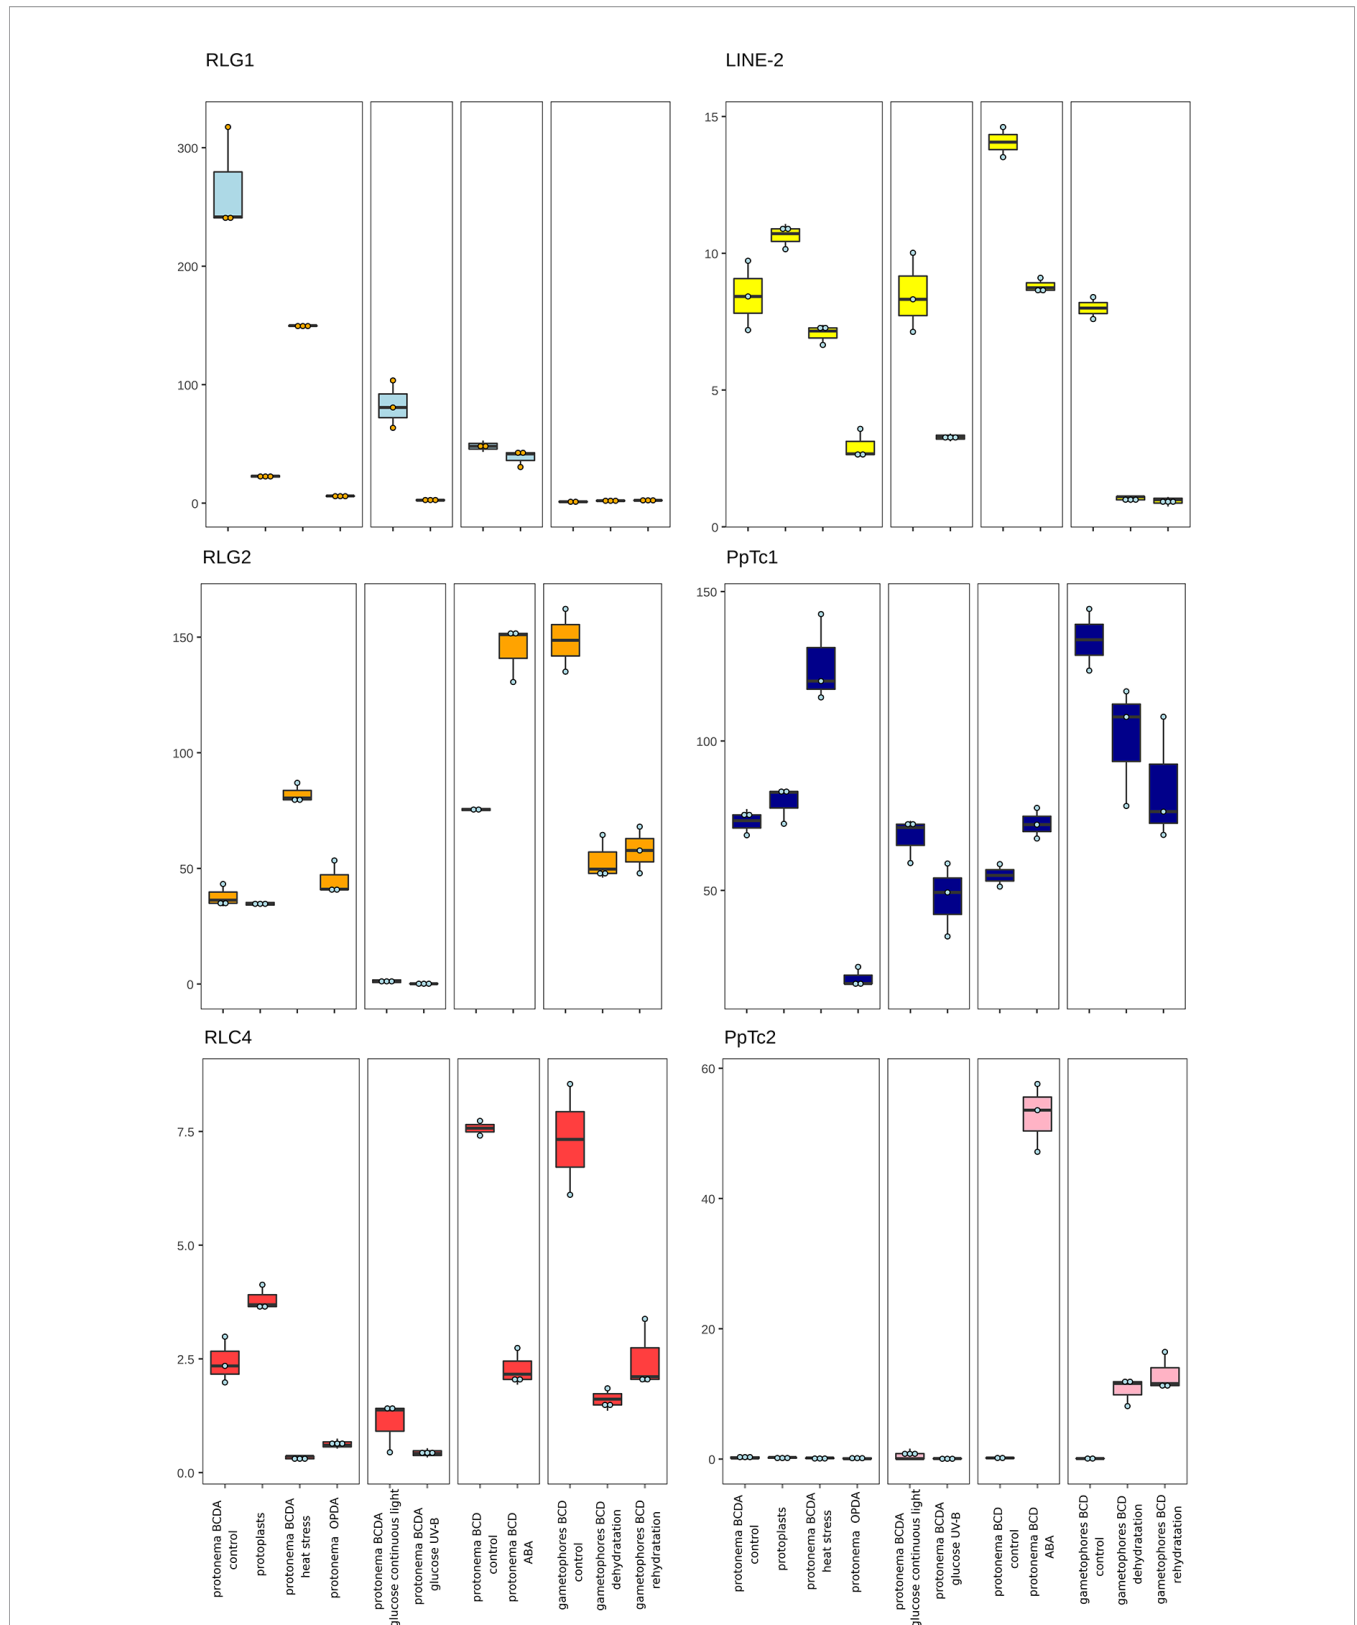 RLG1
300
200
100
0
LINE-2
15
10
5
0
RLG2
150
100
50
0
PpTc1
150
100
50
RLC4
7.5
5.0
2.5
0.0
protonema BCDA
control
protoplasts
protonema BCDA
heat stress
protonema OPDA
protonema BCDA
glucose continuous light
protonema BCDA
glucose UV-B
protonema BCD
control
protonema BCD
ABA
gametophores BCD
control
gametophores BCD
dehydratation
gametophores BCD
rehydratation
PpTc2
60
40
20
0
protonema BCDA
control
protoplasts
protonema BCDA
heat stress
protonema OPDA
protonema BCDA
glucose continuous light
protonema BCDA
glucose UV-B
protonema BCD
control
protonema BCD
ABA
gametophores BCD
control
gametophores BCD
dehydratation
gametophores BCD
rehydratation